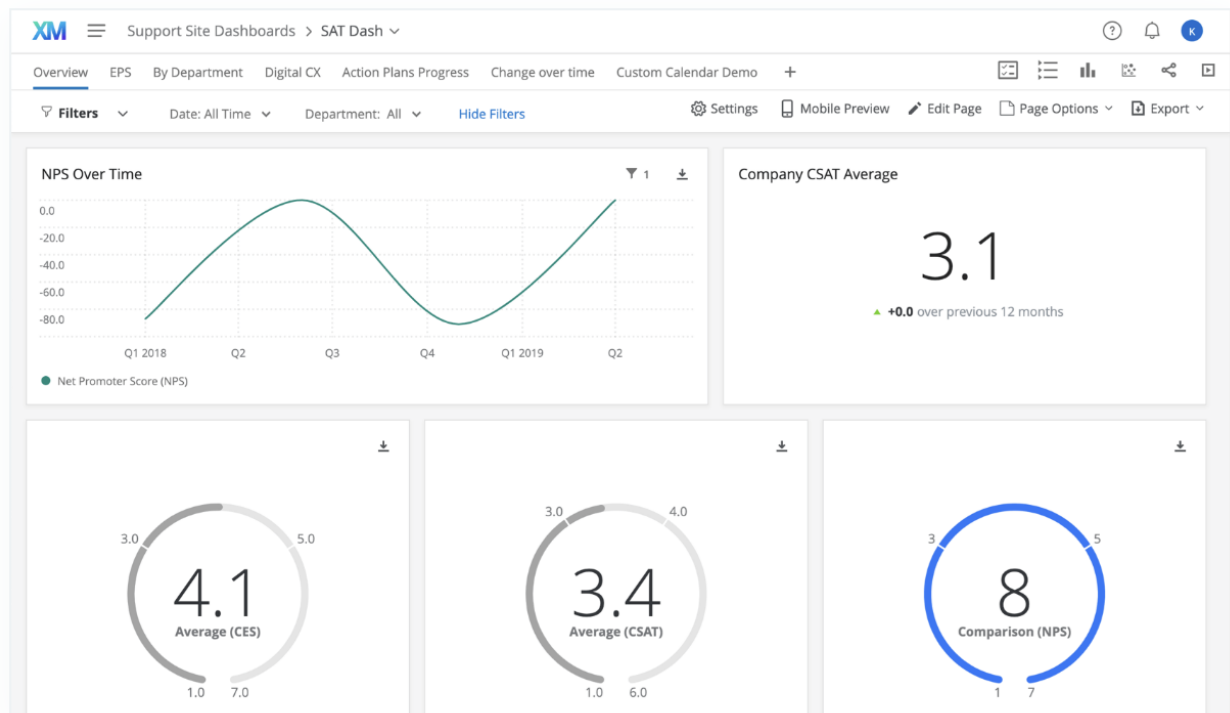 XM Support Site Dashboards > SAT Dash K
Overview EPS By Department Digital CX Action Plans Progress Change over time Custom Calendar Demo +
Filters Date: All Time Department: All Hide Filters Settings Mobile Preview Edit Page Page Options Export
NPS Over Time 1
0.0
-20.0
-40.0
-60.0
-80.0
Q1 2018 Q2 Q3 Q4 Q1 2019 Q2
Net Promoter Score (NPS)
Company CSAT Average
3.1
+0.0 over previous 12 months
3.0 5.0
4.1
Average (CES)
1.0 7.0
3.0 4.0
3.4
Average (CSAT)
1.0 6.0
3 5
8
Comparison (NPS)
1 7